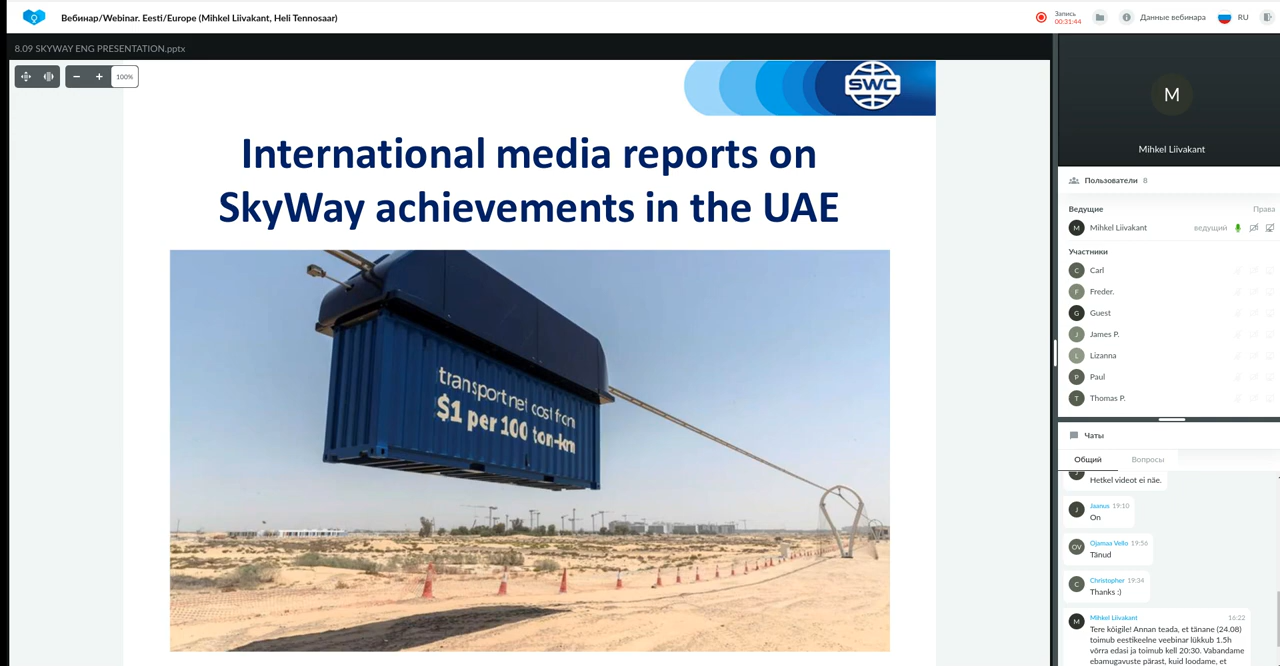 Вебинар/Webinar. Eesti/Europe (Mihkel Liivakant, Heli Tennosaar)
Запись
00:31:44
Данные вебинара
RU
8.09 SKYWAY ENG PRESENTATION.pptx
100%
SWC
International media reports on
SkyWay achievements in the UAE
transport net cost from
$1 per 100 ton-km
M
Mihkel Liivakant
Пользователи 8
Ведущие
Права
M Mihkel Liivakant ведущий
Участники
C Carl
F Freder.
G Guest
J James P.
L Lizanna
P Paul
T Thomas P.
Чаты
Общий
Вопросы
Hetkel videot ei näe.
J Jaanus 19:10
On
OV Ojamaa Vello 19:56
Tänud
C Christopher 19:34
Thanks :)
M Mihkel Liivakant 16:22
Tere kõigile! Annan teada, et tänane (24.08)
toimub eestikeelne veebinar lükkub 1.5h
võrra edasi ja toimub kell 20:30. Vabandame
ebamugavuste pärast, kuid loodame, et